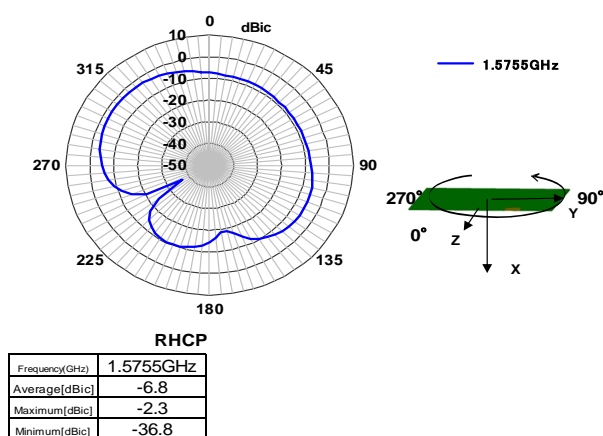 0
dBic
10
0
-10
-20
-30
-40
-50
315
45
270
90
225
135
180
1.5755GHz
270°
90°
Y
0°
Z
X
RHCP
Frequency(GHz) 1.5755GHz
Average[dBic] -6.8
Maximum[dBic] -2.3
Minimum[dBic] -36.8